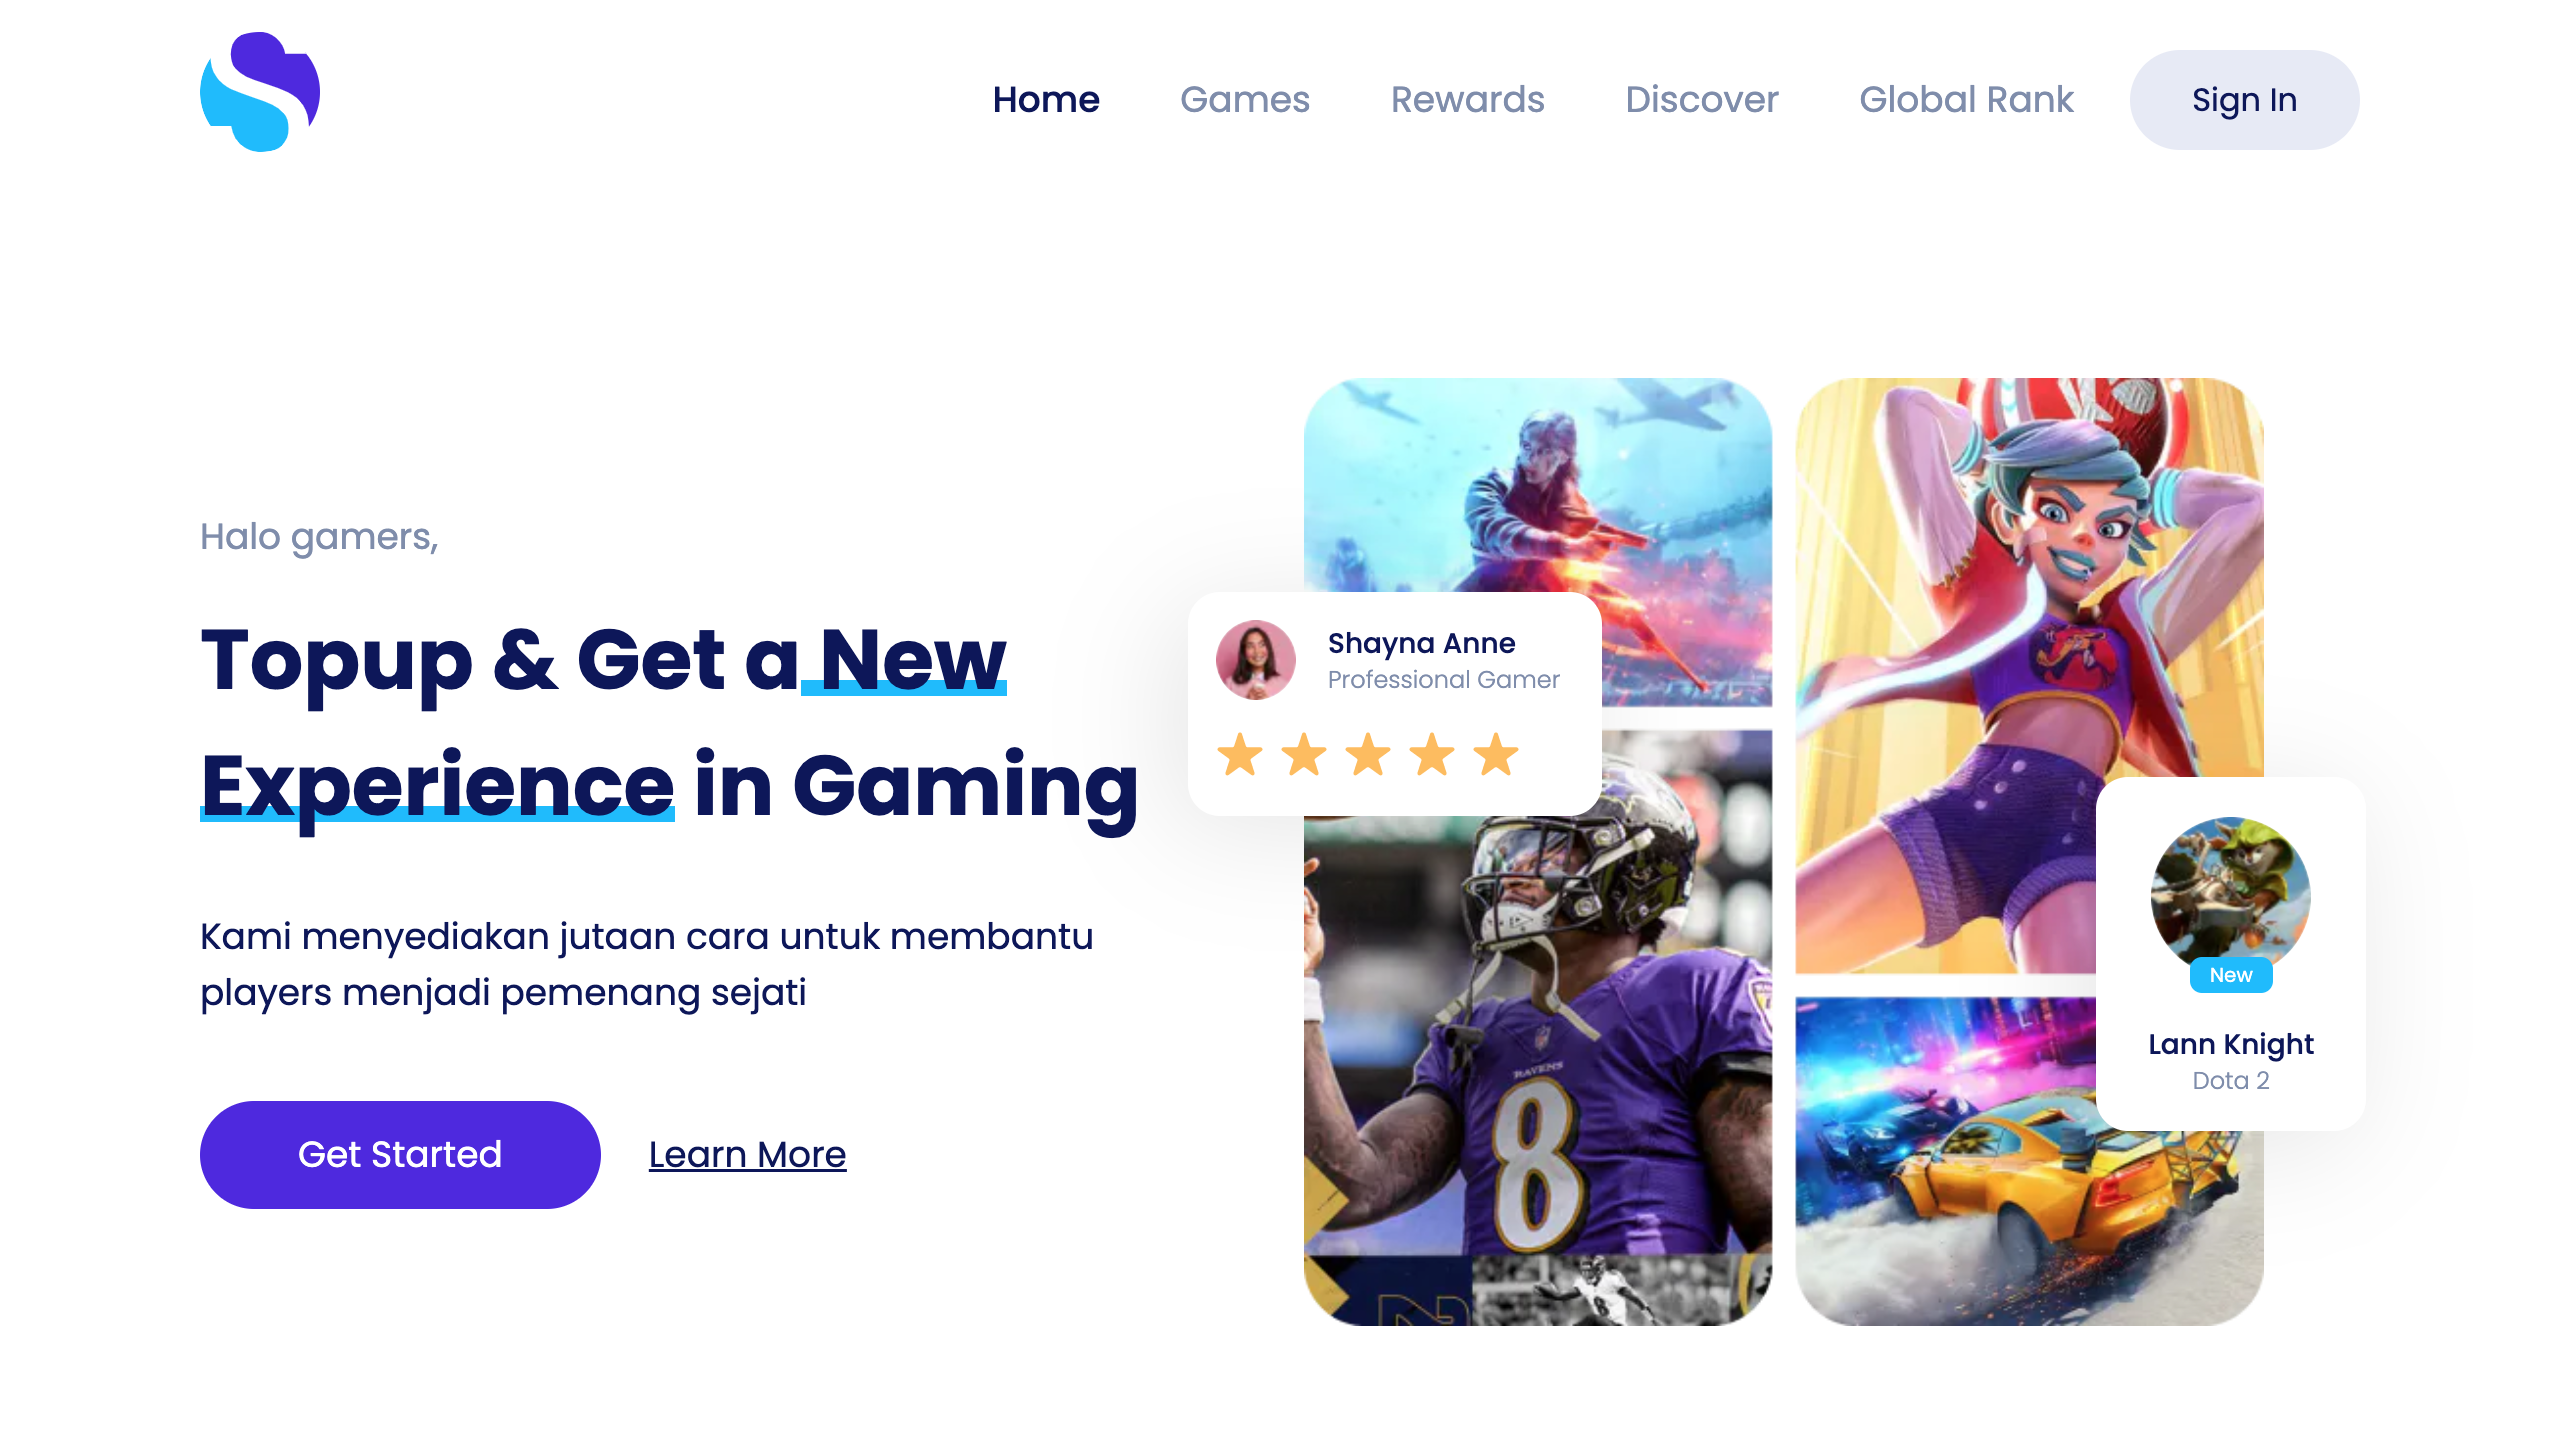 Home
Games
Rewards
Discover
Global Rank
Sign In
Halo gamers,
Topup & Get a New
Experience in Gaming
Kami menyediakan jutaan cara untuk membantu
players menjadi pemenang sejati
Get Started
Learn More
Shayna Anne
Professional Gamer
RAVENS
8
8
New
Lann Knight
Dota 2